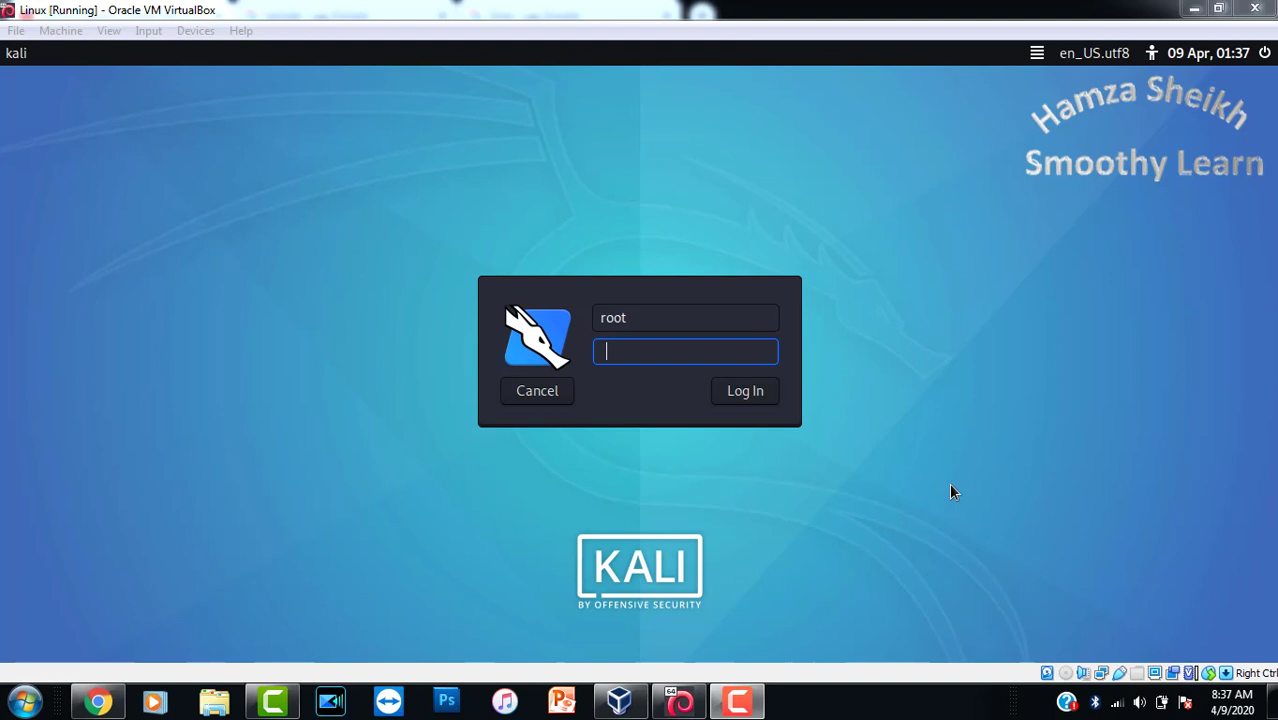 Linux [Running] - Oracle VM VirtualBox
File Machine View Input Devices Help
kali en_US.utf8 09 Apr, 01:37
Hamza Sheikh
Smoothy Learn
root
Cancel Log In
KALI
BY OFFENSIVE SECURITY
Right Ctrl
Ps 64
8:37 AM
4/9/2020